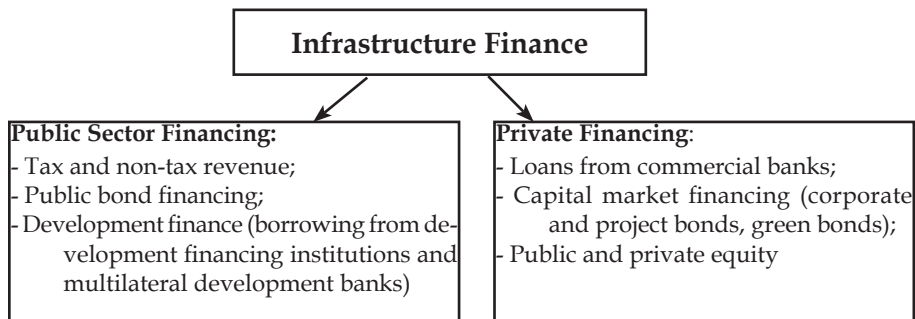 Infrastructure Finance
Public Sector Financing:
- Tax and non-tax revenue;
- Public bond financing;
- Development finance (borrowing from de-
velopment financing institutions and
multilateral development banks)
Private Financing:
- Loans from commercial banks;
- Capital market financing (corporate
and project bonds, green bonds);
- Public and private equity